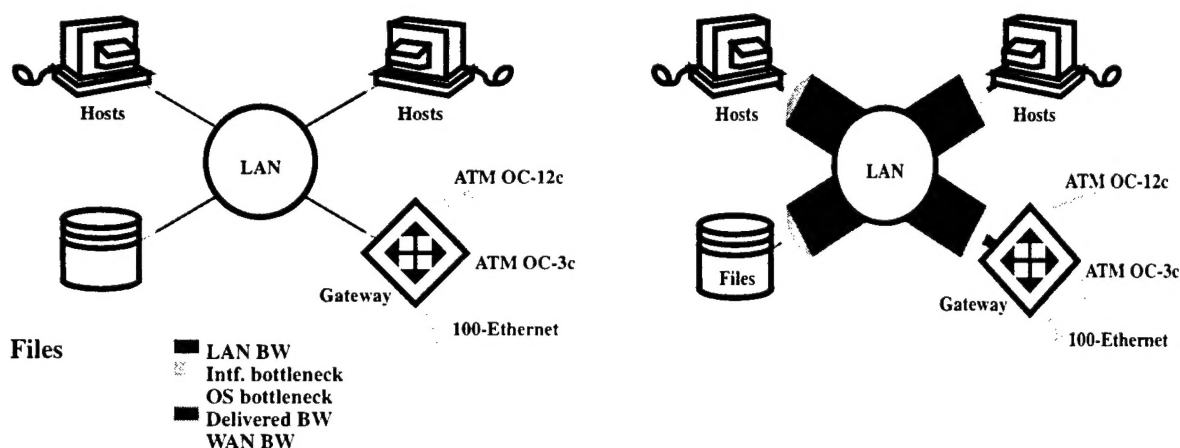 Hosts
Hosts
LAN
ATM OC-12c
ATM OC-3c
Gateway
100-Ethernet
Files
LAN BW
Intf. bottleneck
OS bottleneck
Delivered BW
WAN BW
Hosts
Hosts
LAN
ATM OC-12c
Files
ATM OC-3c
Gateway
100-Ethernet